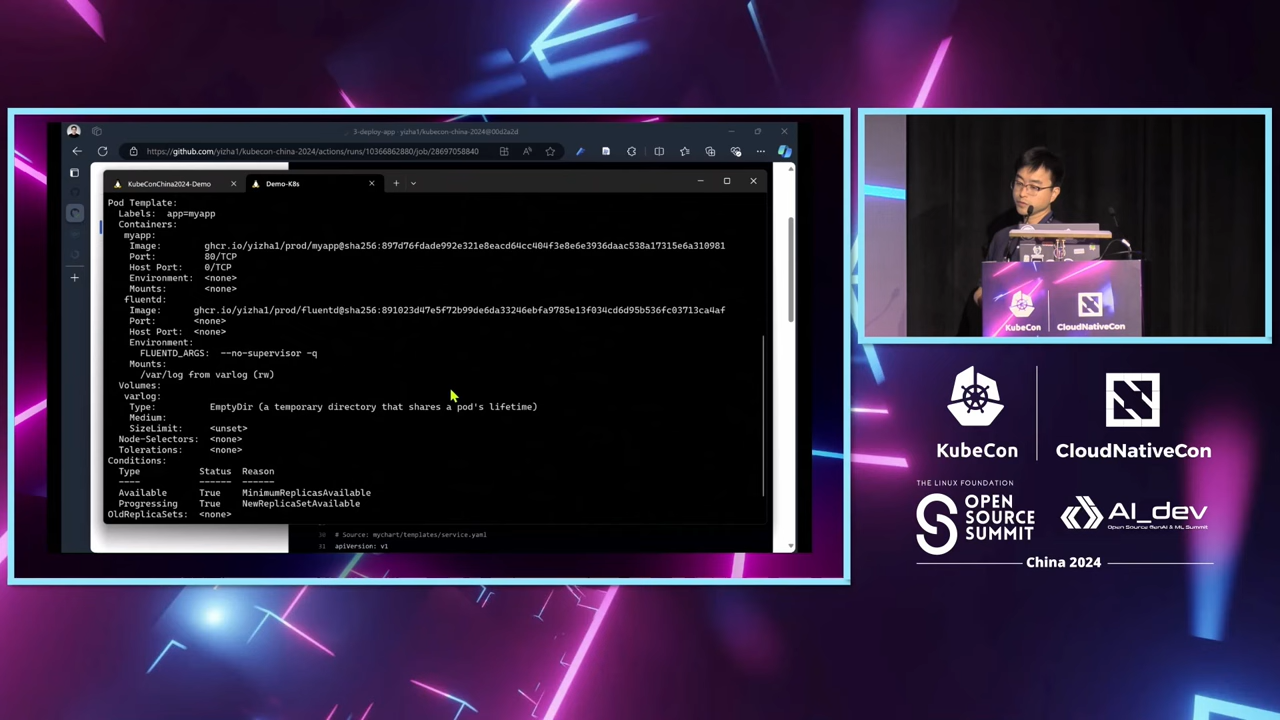 3-deploy-app · yizha1/kubecon-china-2024@00d2a2d
https://github.com/yizha1/kubecon-china-2024/actions/runs/10366862880/job/28697058840
KubeConChina2024-Demo
Demo-K8s
Pod Template:
Labels: app=myapp
Containers:
myapp:
Image: ghcr.io/yizha1/prod/myapp@sha256:897d76fdade992e321e8eacd64cc404f3e8e6e3936daac538a17315e6a310981
Port: 80/TCP
Host Port: 0/TCP
Environment: <none>
Mounts: <none>
fluentd:
Image: ghcr.io/yizha1/prod/fluentd@sha256:891023d47e5f72b99de6da33246ebfa9785e13f034cd6d95b536fc03713ca4af
Port: <none>
Host Port: <none>
Environment:
FLUENTD_ARGS: --no-supervisor -q
Mounts:
/var/log from varlog (rw)
Volumes:
varlog:
Type: EmptyDir (a temporary directory that shares a pod's lifetime)
Medium:
SizeLimit: <unset>
Node-Selectors: <none>
Tolerations: <none>
Conditions:
Type Status Reason
---- ------ ------
Available True MinimumReplicasAvailable
Progressing True NewReplicaSetAvailable
OldReplicaSets: <none>
30 # Source: mychart/templates/service.yaml
31 apiVersion: v1
KubeCon
CloudNativeCon
KubeCon
CloudNativeCon
THE LINUX FOUNDATION
OPEN
SOURCE
SUMMIT
AI_dev
Open Source GenAI & ML Summit
China 2024